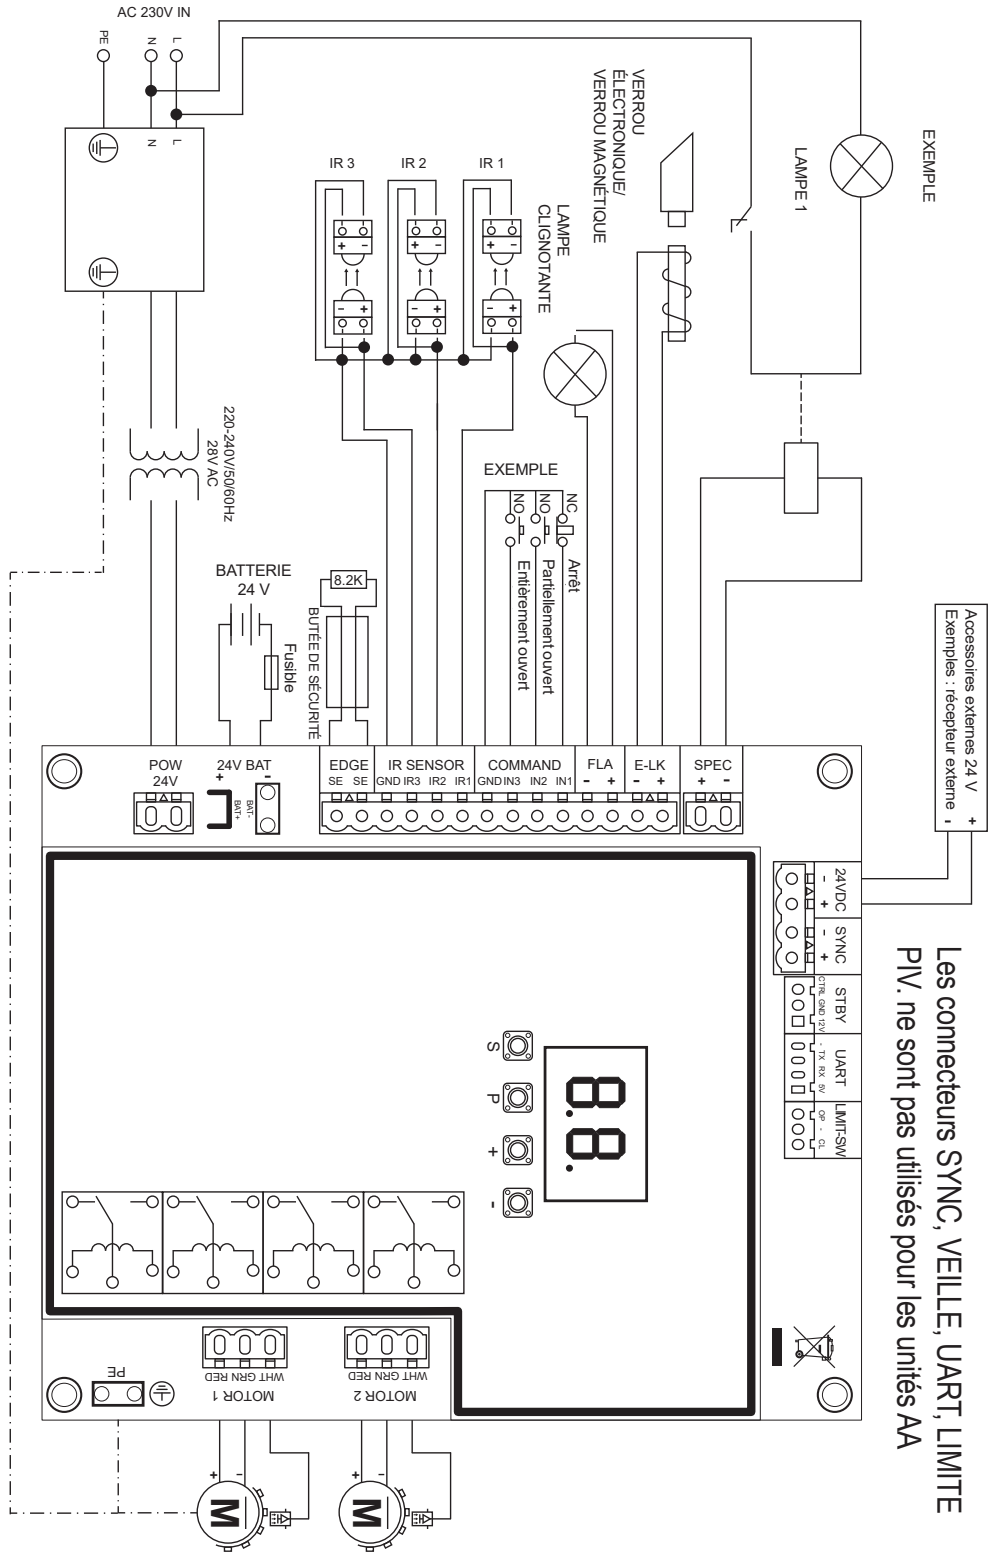 AC 230V IN
PE
N
L
N
L
EXEMPLE
LAMPE 1
VERROU
ÉLECTRONIQUE/
VERROU MAGNÉTIQUE
LAMPE
CLIGNOTANTE
IR 3
IR 2
IR 1
+ -
+ -
+ -
- +
- +
- +
220-240V/50/60Hz
28V AC
EXEMPLE
NO
NO
NC
Arrêt
Partiellement ouvert
Entièrement ouvert
BATTERIE
24 V
Fusible
8.2K
BUTÉE DE SÉCURITÉ
Accessoires externes 24 V
Exemples : récepteur externe
+
-
POW
24V
24V BAT
+ -
BAT+
BAT-
EDGE
SE SE
IR SENSOR
GND IR3 IR2 IR1
COMMAND
GND IN3 IN2 IN1
FLA
- +
E-LK
- +
SPEC
+ -
24VDC
- +
SYNC
- +
STBY
CTRL GND 12V
UART
- TX RX 5V
LIMIT-SW
OP - CL
Les connecteurs SYNC, VEILLE, UART, LIMITE
PIV. ne sont pas utilisés pour les unités AA
8.8.
S
P
+
-
PE
WHT GRN RED
MOTOR 1
WHT GRN RED
MOTOR 2
+ -
M
+ -
M